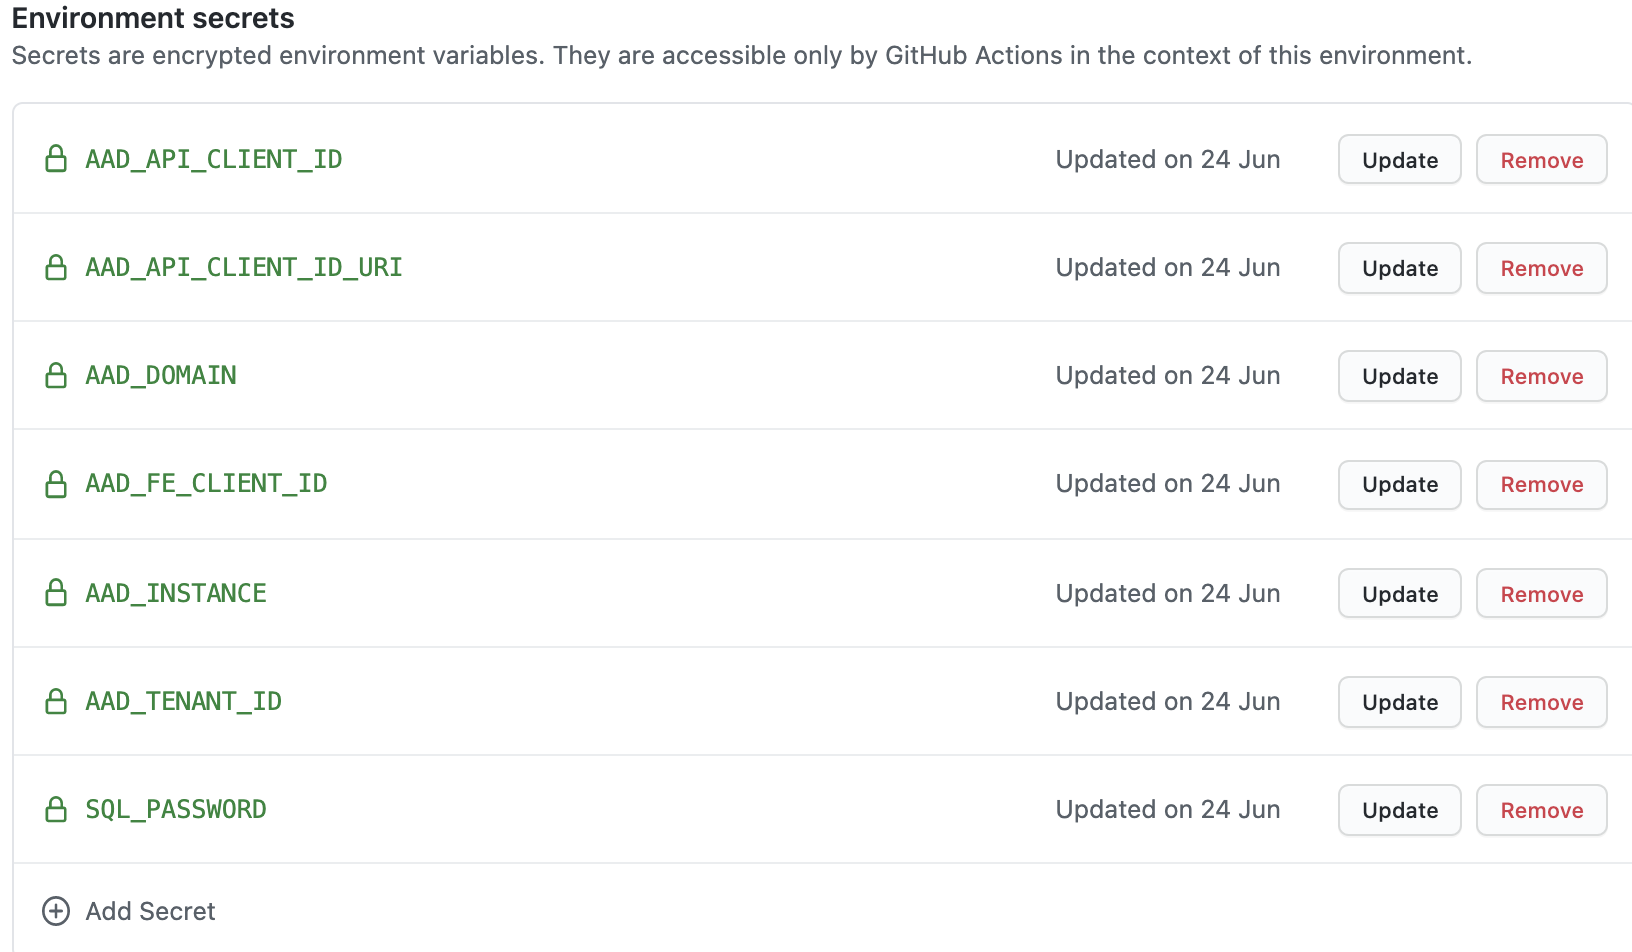 Environment secrets
Secrets are encrypted environment variables. They are accessible only by GitHub Actions in the context of this environment.
AAD_API_CLIENT_ID Updated on 24 Jun Update Remove
AAD_API_CLIENT_ID_URI Updated on 24 Jun Update Remove
AAD_DOMAIN Updated on 24 Jun Update Remove
AAD_FE_CLIENT_ID Updated on 24 Jun Update Remove
AAD_INSTANCE Updated on 24 Jun Update Remove
AAD_TENANT_ID Updated on 24 Jun Update Remove
SQL_PASSWORD Updated on 24 Jun Update Remove
Add Secret